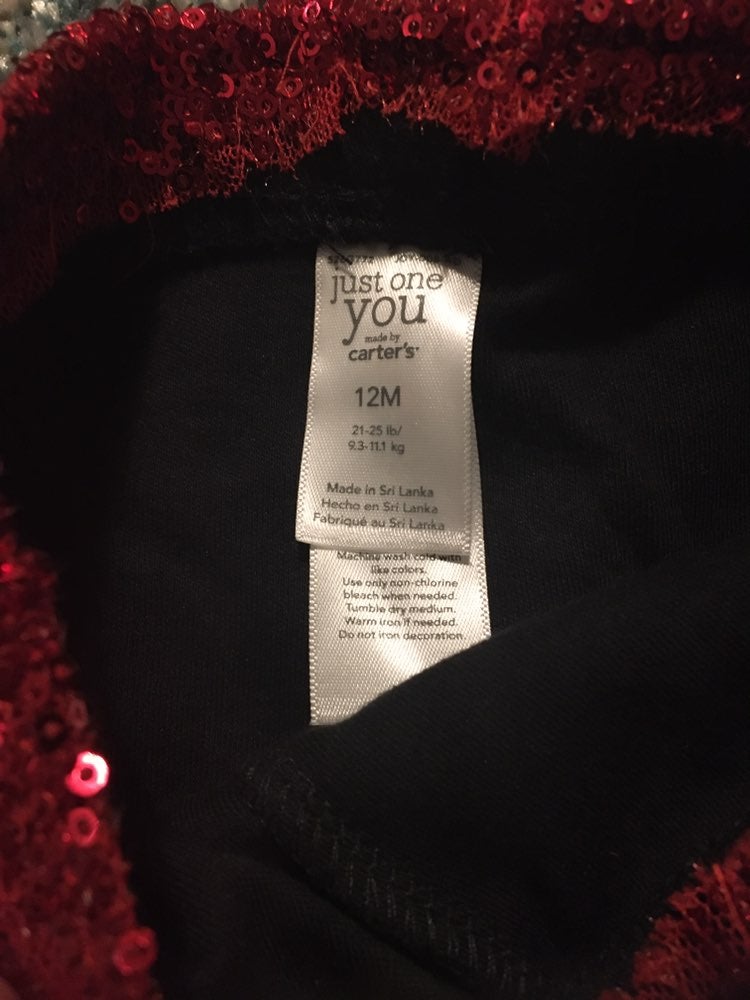 just one
you
made by
carter's
12M
21-25 lb/
9.3-11.1 kg
Made in Sri Lanka
Hecho en Sri Lanka
Fabriqué au Sri Lanka
Machine wash cold with
like colors.
Use only non-chlorine
bleach when needed.
Tumble dry medium.
Warm iron if needed.
Do not iron decoration.